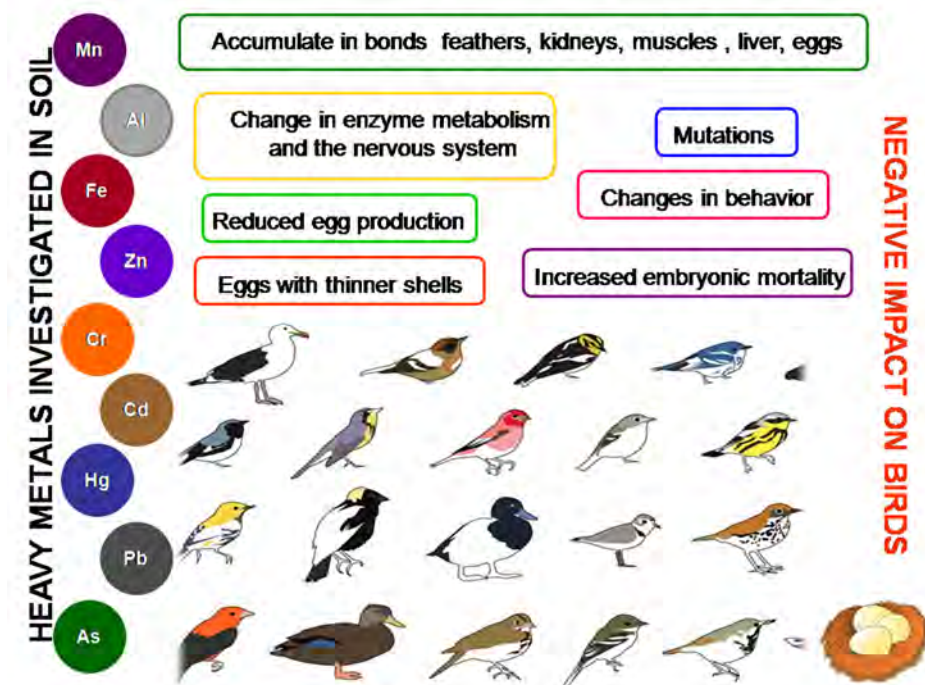 HEAVY METALS INVESTIGATED IN SOIL
Mn
Al
Fe
Zn
Cr
Cd
Hg
Pb
As
Accumulate in bonds feathers, kidneys, muscles , liver, eggs
Change in enzyme metabolism
and the nervous system
Mutations
Changes in behavior
Reduced egg production
Eggs with thinner shells
Increased embryonic mortality
NEGATIVE IMPACT ON BIRDS